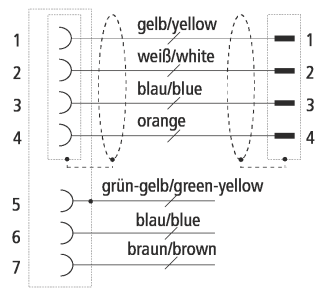 gelb/yellow
1 1
weiß/white
2 2
blau/blue
3 3
orange
4 4
grün-gelb/green-yellow
5
blau/blue
6
braun/brown
7